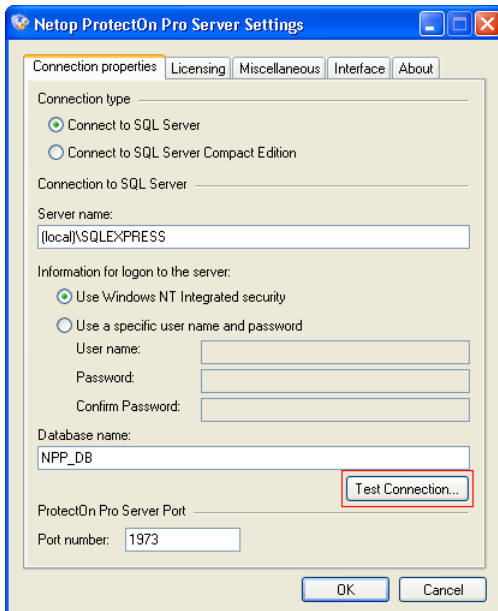 Netop ProtectOn Pro Server Settings
Connection properties Licensing Miscellaneous Interface About
Connection type
Connect to SQL Server
Connect to SQL Server Compact Edition
Connection to SQL Server
Server name:
(local)\SQLEXPRESS
Information for logon to the server:
Use Windows NT Integrated security
Use a specific user name and password
User name:
Password:
Confirm Password:
Database name:
NPP_DB
Test Connection...
ProtectOn Pro Server Port
Port number: 1973
OK Cancel